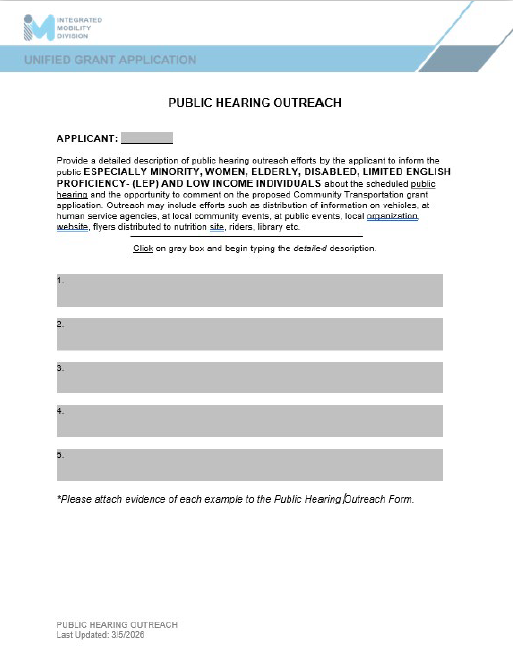 INTEGRATED
MOBILITY
DIVISION
UNIFIED GRANT APPLICATION
PUBLIC HEARING OUTREACH
APPLICANT:
Provide a detailed description of public hearing outreach efforts by the applicant to inform the
public ESPECIALLY MINORITY, WOMEN, ELDERLY, DISABLED, LIMITED ENGLISH
PROFICIENCY- (LEP) AND LOW INCOME INDIVIDUALS about the scheduled public
hearing and the opportunity to comment on the proposed Community Transportation grant
application. Outreach may include efforts such as distribution of information on vehicles, at
human service agencies, at local community events, at public events, local organization
website, flyers distributed to nutrition site, riders, library etc.
Click on gray box and begin typing the detailed description.
1.
2.
3.
4.
5.
*Please attach evidence of each example to the Public Hearing Outreach Form.
PUBLIC HEARING OUTREACH
Last Updated: 3/5/2026